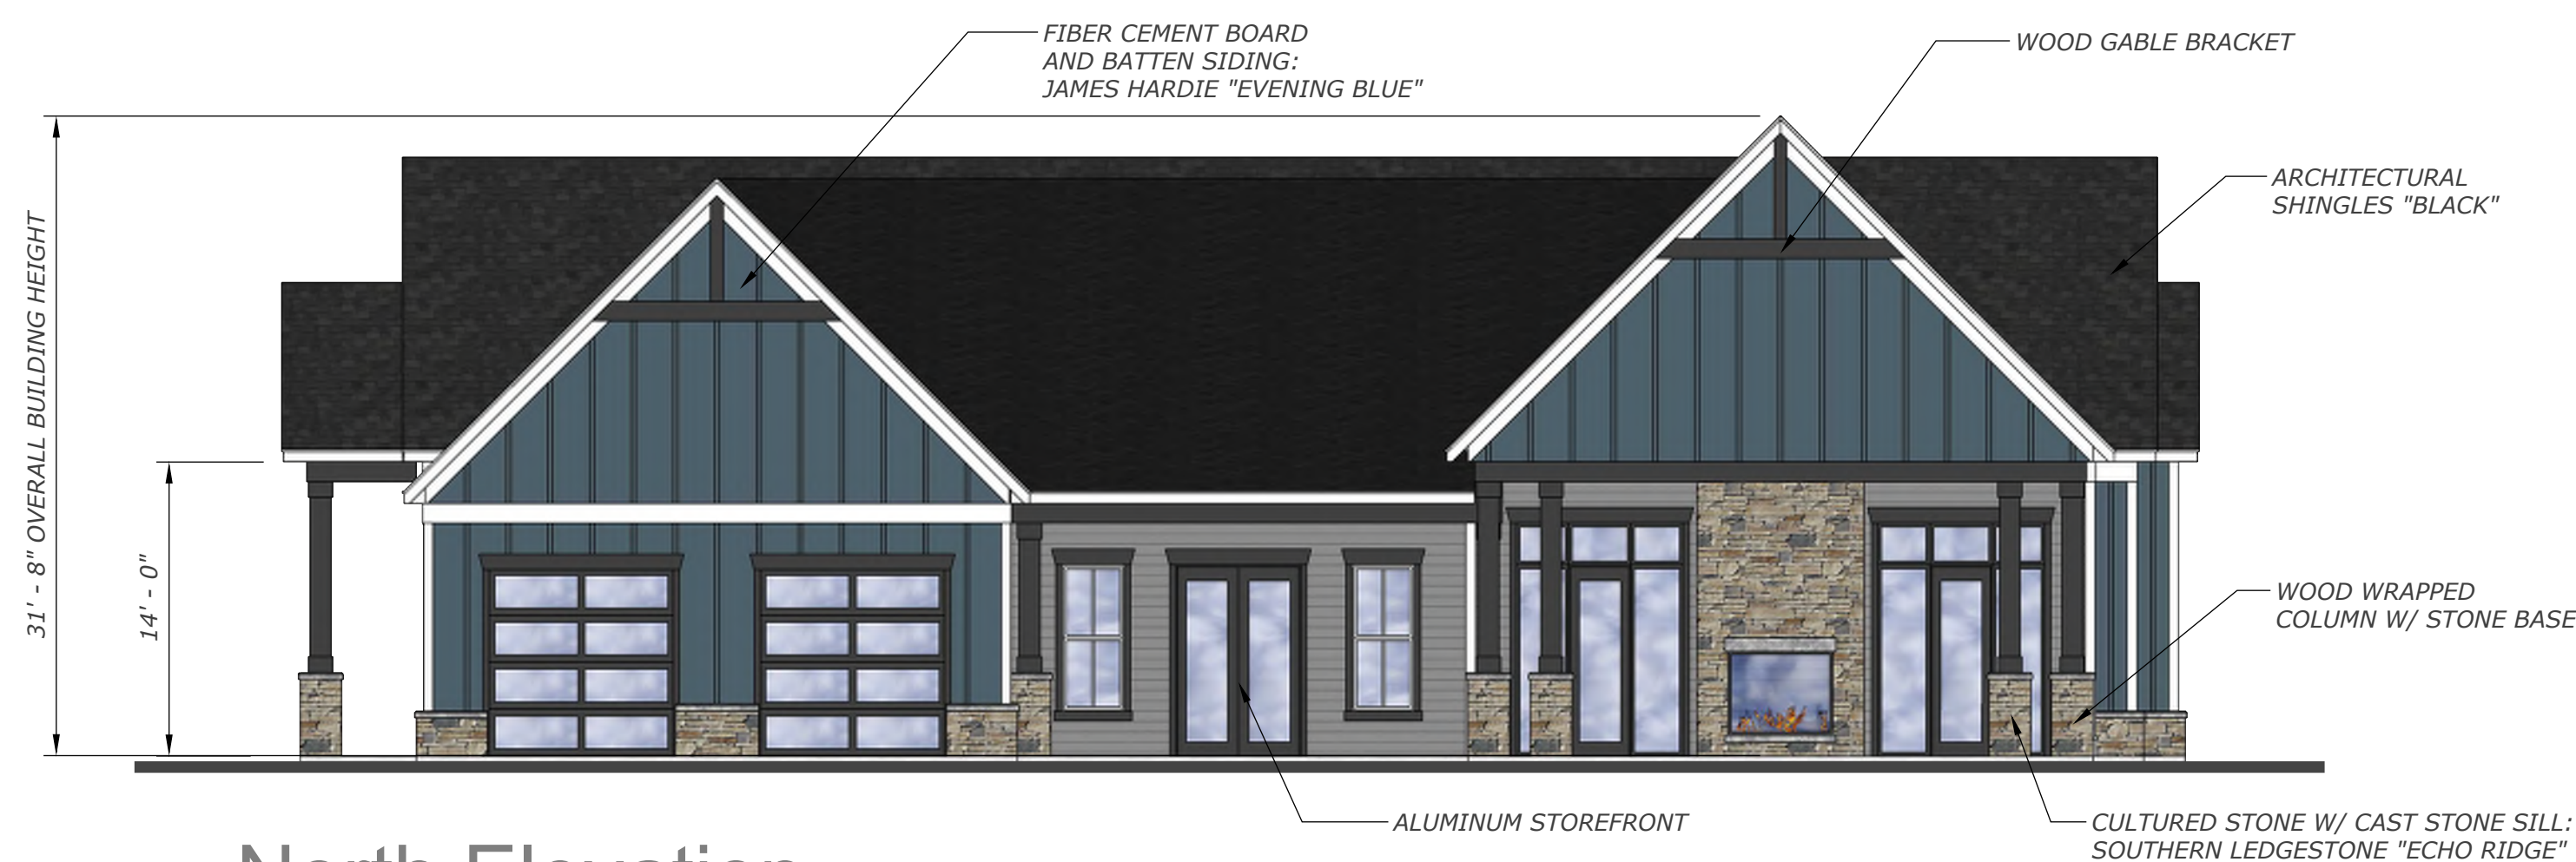 FIBER CEMENT BOARD
AND BATTEN SIDING:
JAMES HARDIE "EVENING BLUE"
WOOD GABLE BRACKET
ARCHITECTURAL
SHINGLES "BLACK"
31' - 8" OVERALL BUILDING HEIGHT
14' - 0"
WOOD WRAPPED
COLUMN W/ STONE BASE
ALUMINUM STOREFRONT
CULTURED STONE W/ CAST STONE SILL:
SOUTHERN LEDGESTONE "ECHO RIDGE"
North Elevation